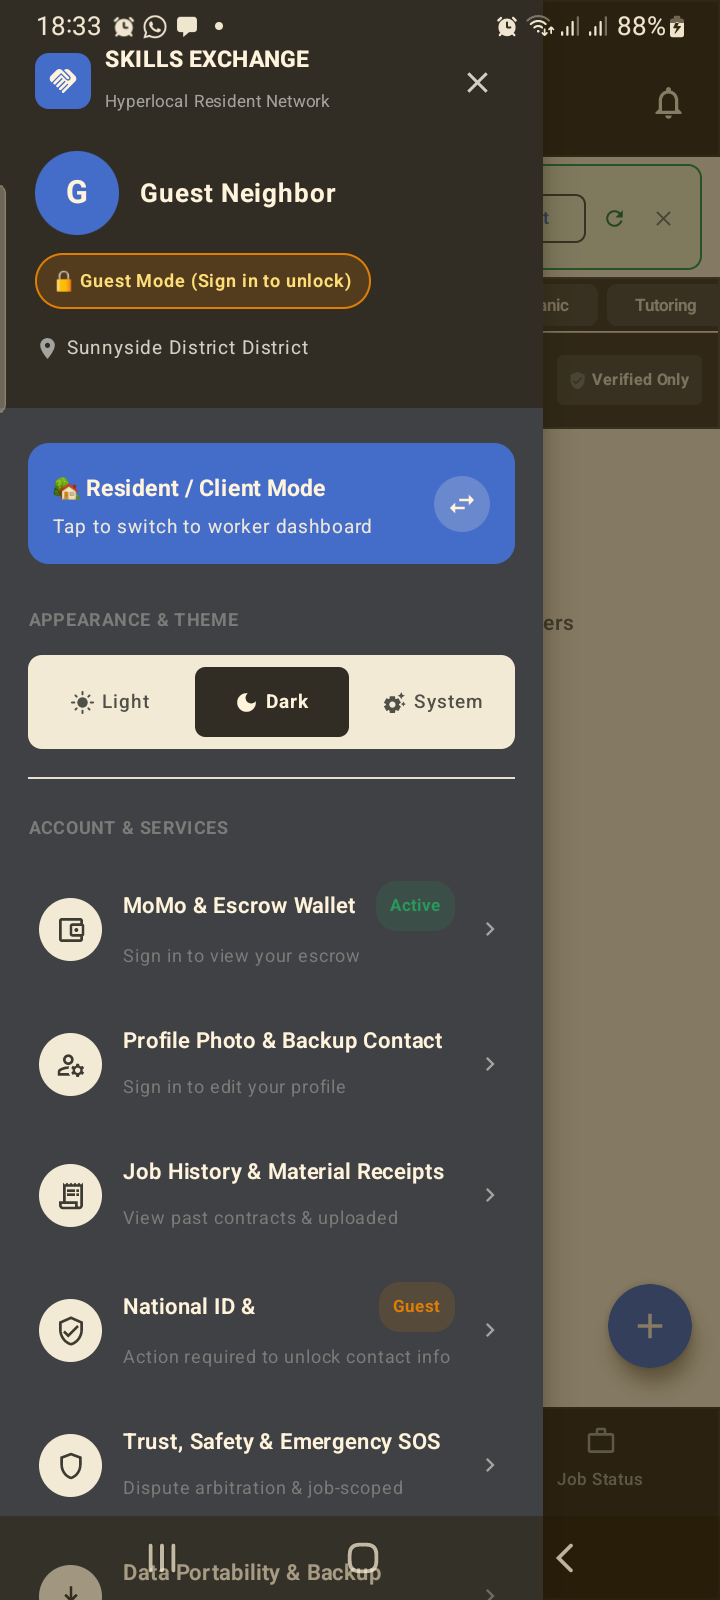 18:33
88%
SKILLS EXCHANGE
Hyperlocal Resident Network
G
Guest Neighbor
🔒 Guest Mode (Sign in to unlock)
Sunnyside District District
t
anic
Tutoring
Verified Only
🏡 Resident / Client Mode
Tap to switch to worker dashboard
ers
APPEARANCE & THEME
Light
Dark
System
ACCOUNT & SERVICES
MoMo & Escrow Wallet
Active
Sign in to view your escrow
Profile Photo & Backup Contact
Sign in to edit your profile
Job History & Material Receipts
View past contracts & uploaded
National ID &
Guest
Action required to unlock contact info
Trust, Safety & Emergency SOS
Dispute arbitration & job-scoped
Job Status
Data Portability & Backup